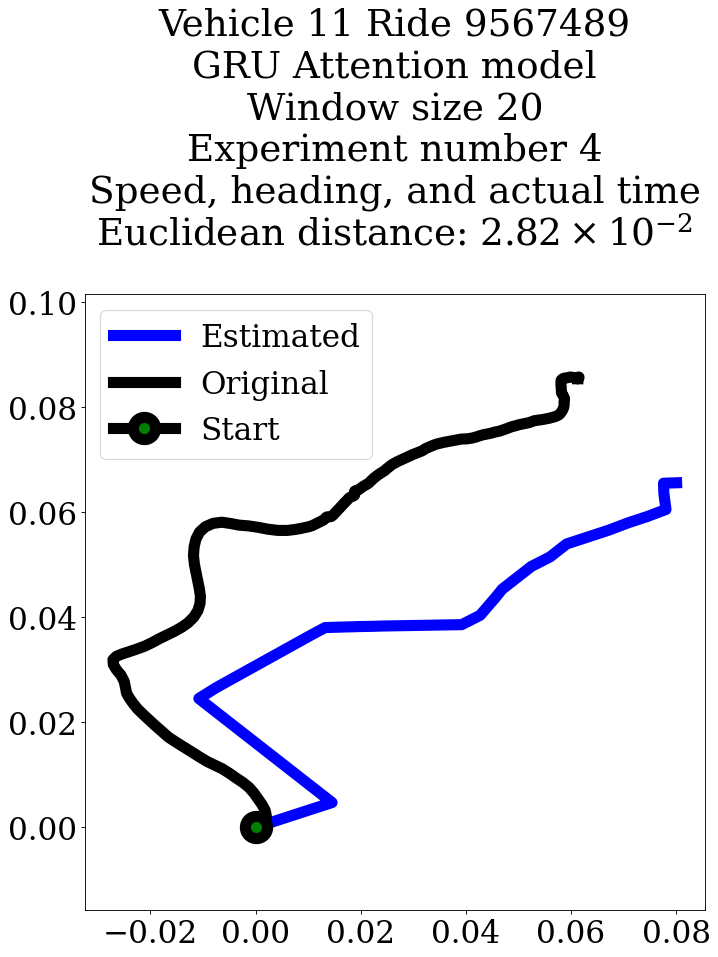 Vehicle 11 Ride 9567489
GRU Attention model
Window size 20
Experiment number 4
Speed, heading, and actual time
Euclidean distance: 2.82 × 10⁻²
0.10
Estimated
Original
0.08
Start
0.06
0.04
0.02
0.00
−0.02 0.00 0.02 0.04 0.06 0.08